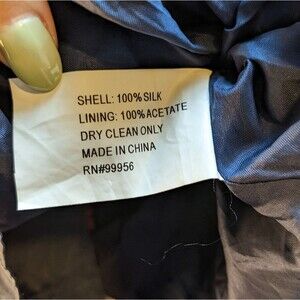 SHELL: 100% SILK
LINING: 100% ACETATE
DRY CLEAN ONLY
MADE IN CHINA
RN#99956